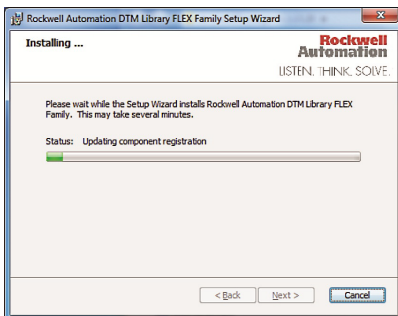 Rockwell Automation DTM Library FLEX Family Setup Wizard
Installing ...
Rockwell
Automation
LISTEN. THINK. SOLVE.
Please wait while the Setup Wizard installs Rockwell Automation DTM Library FLEX
Family. This may take several minutes.
Status: Updating component registration
< Back Next > Cancel